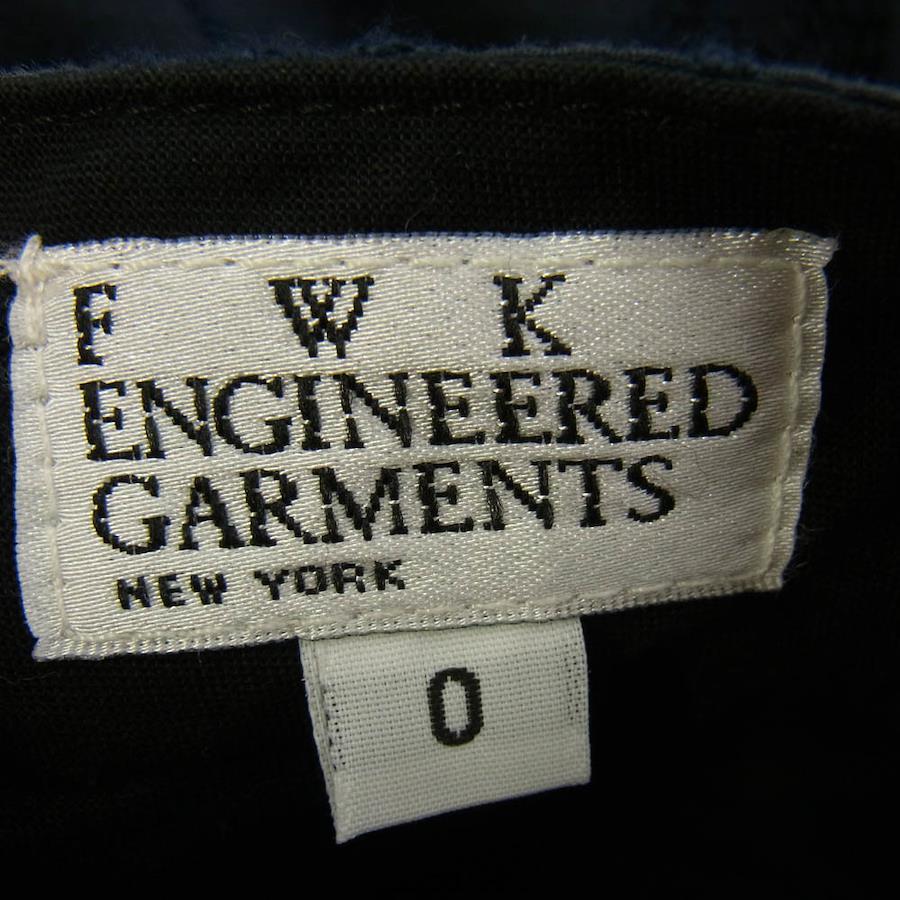 F W K
ENGINEERED
GARMENTS
NEW YORK
0